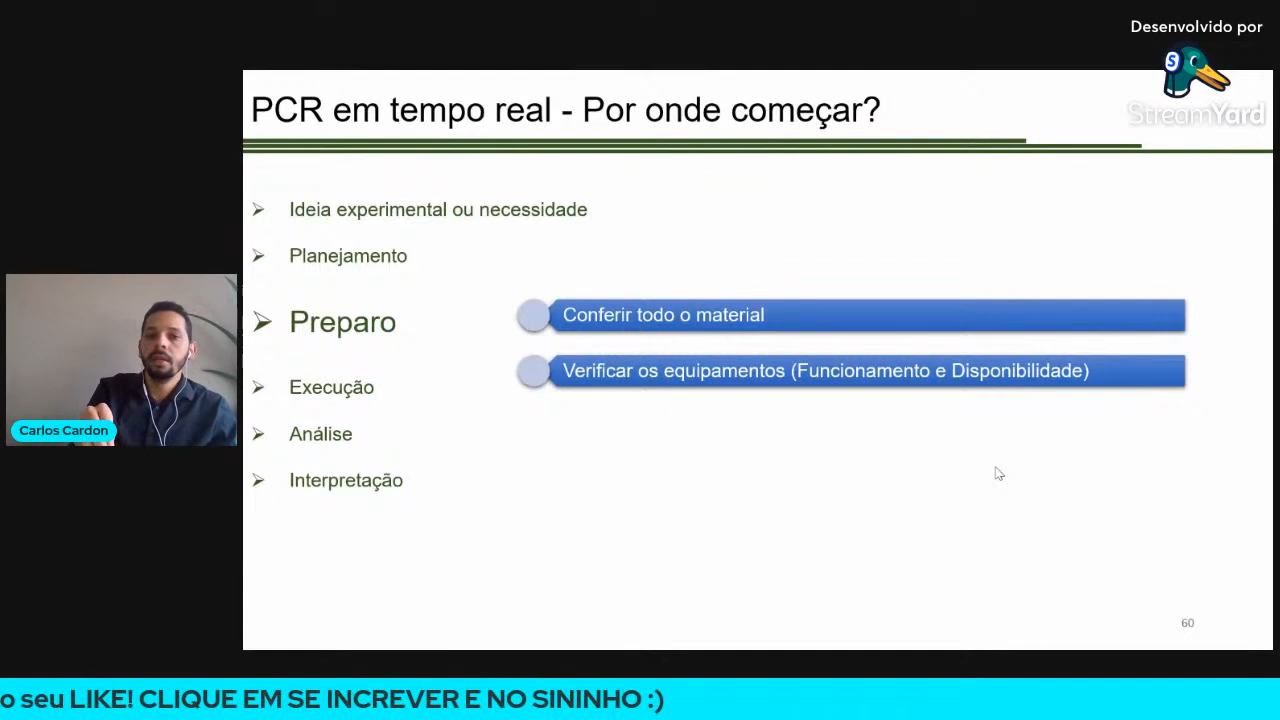 Desenvolvido por
S
StreamYard
PCR em tempo real - Por onde começar?
Ideia experimental ou necessidade
Planejamento
Preparo
Conferir todo o material
Verificar os equipamentos (Funcionamento e Disponibilidade)
Execução
Análise
Interpretação
Carlos Cardon
60
o seu LIKE! CLIQUE EM SE INCREVER E NO SININHO :)